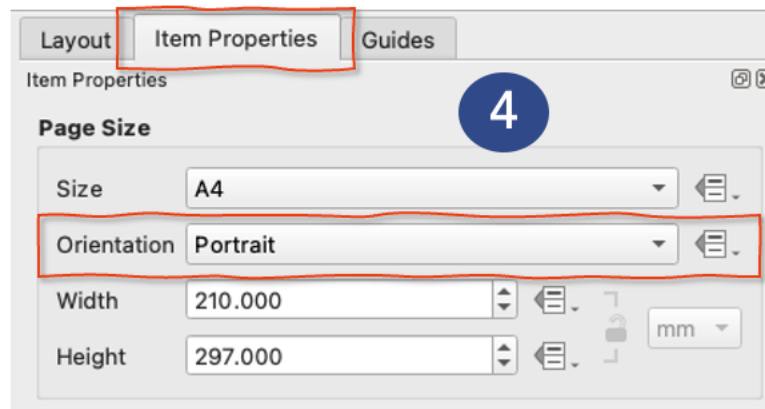 Layout Item Properties Guides
Item Properties
4
Page Size
Size A4
Orientation Portrait
Width 210.000
mm
Height 297.000